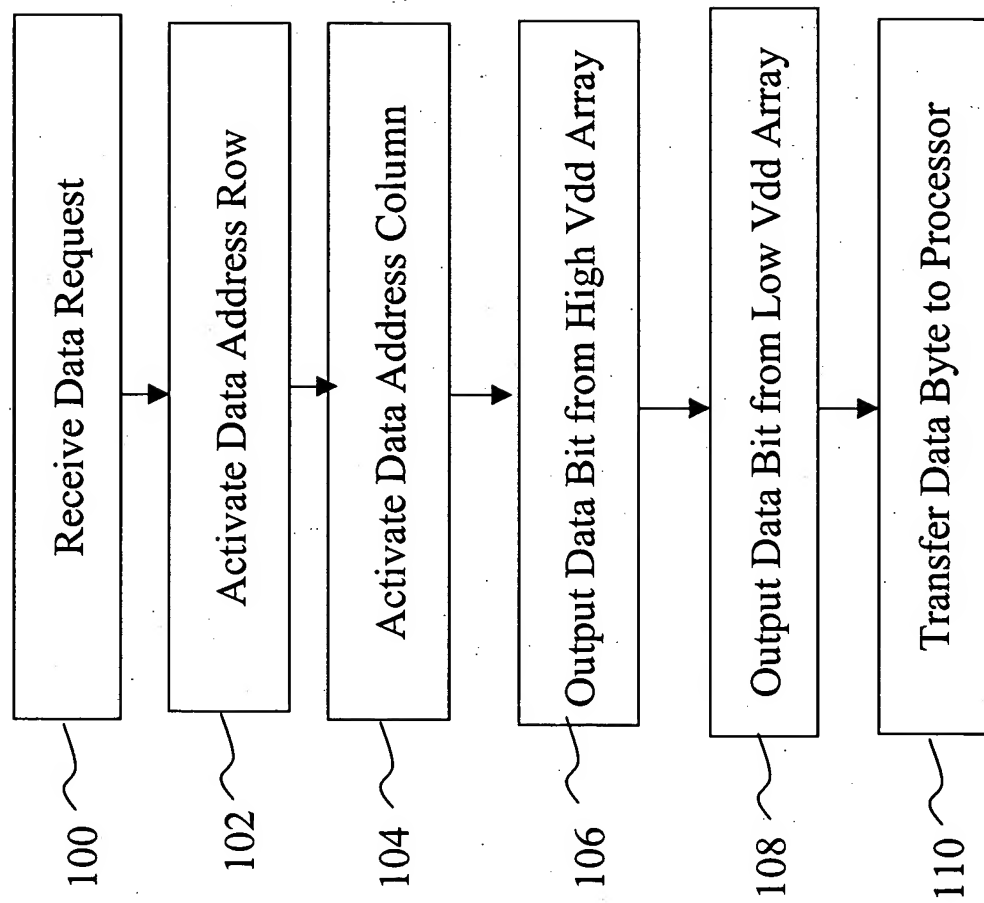 100
Receive Data Request
102
Activate Data Address Row
104
Activate Data Address Column
106
Output Data Bit from High Vdd Array
108
Output Data Bit from Low Vdd Array
110
Transfer Data Byte to Processor